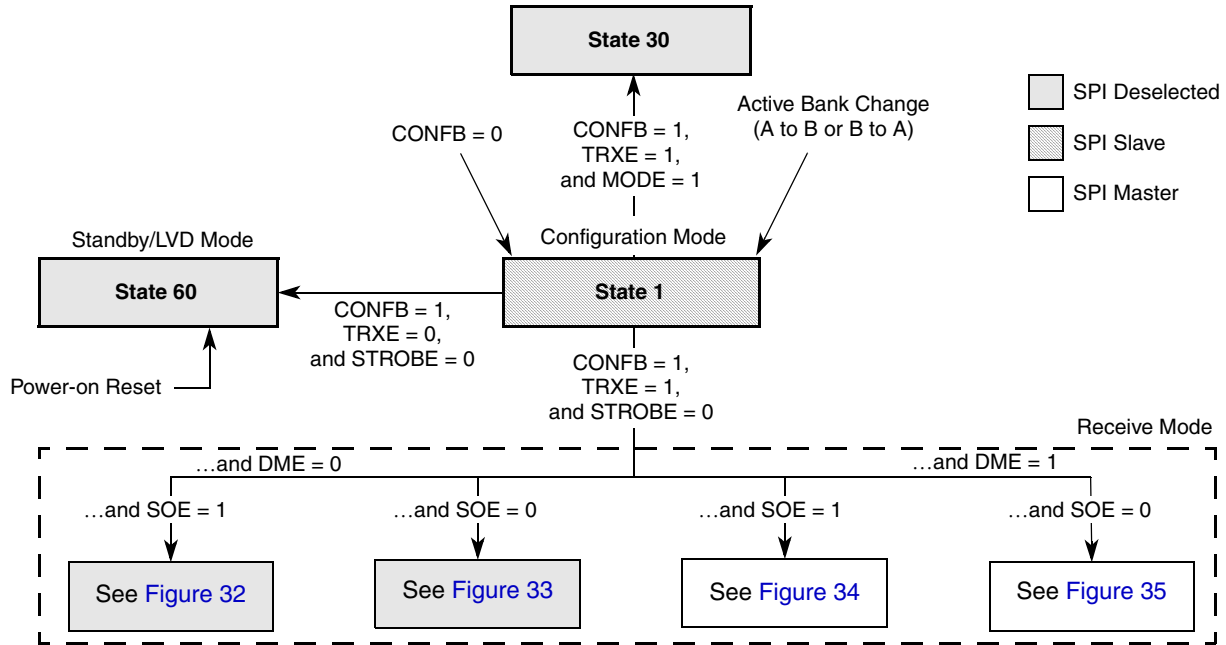 State 30
SPI Deselected
SPI Slave
SPI Master
Active Bank Change
(A to B or B to A)
CONFB = 0
CONFB = 1,
TRXE = 1,
and MODE = 1
Standby/LVD Mode
Configuration Mode
State 60
State 1
CONFB = 1,
TRXE = 0,
and STROBE = 0
Power-on Reset
CONFB = 1,
TRXE = 1,
and STROBE = 0
Receive Mode
…and DME = 0
…and DME = 1
…and SOE = 1
…and SOE = 0
…and SOE = 1
…and SOE = 0
See Figure 32
See Figure 33
See Figure 34
See Figure 35